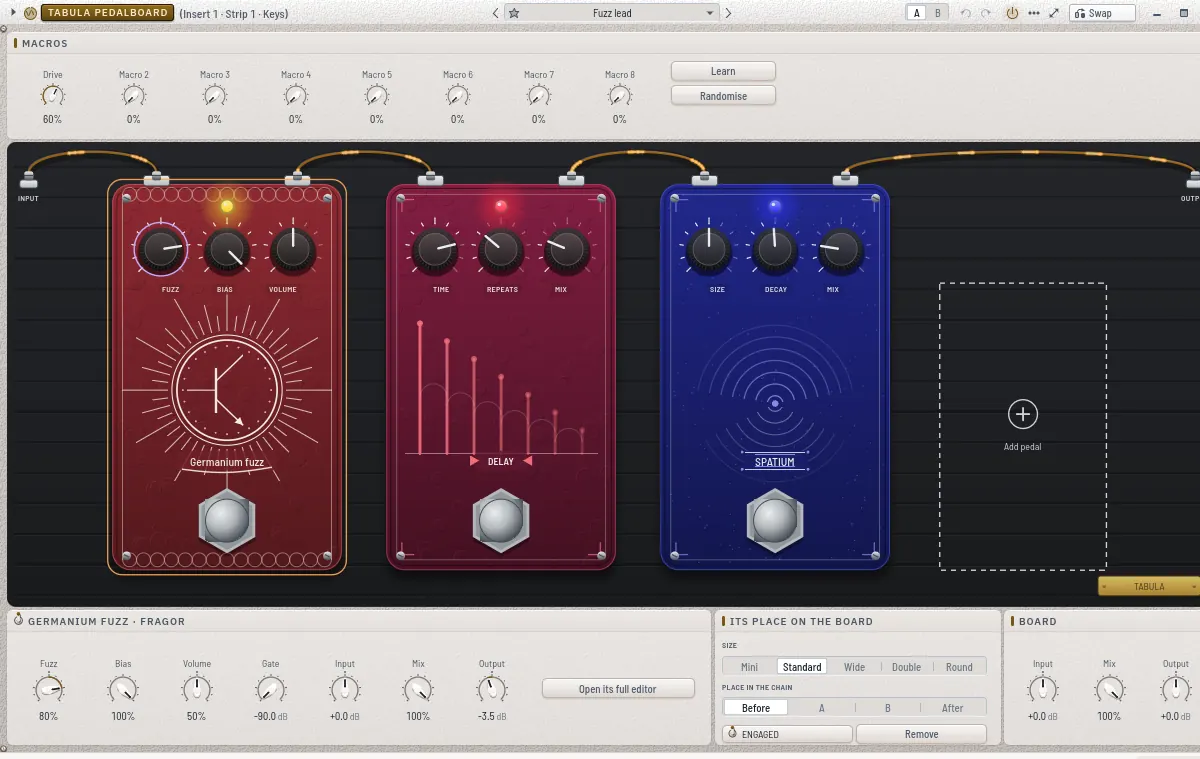 TABULA PEDALBOARD (Insert 1 · Strip 1 · Keys) Fuzz lead A B Swap
MACROS
Drive Macro 2 Macro 3 Macro 4 Macro 5 Macro 6 Macro 7 Macro 8
60% 0% 0% 0% 0% 0% 0% 0%
Learn
Randomise
INPUT
OUTP
FUZZ BIAS VOLUME
TIME REPEATS MIX
SIZE DECAY MIX
Germanium fuzz
DELAY
SPATIUM
Add pedal
TABULA
GERMANIUM FUZZ · FRAGOR
Fuzz Bias Volume Gate Input Mix Output
80% 100% 50% -90.0 dB +0.0 dB 100% -3.5 dB
Open its full editor
ITS PLACE ON THE BOARD
SIZE
Mini Standard Wide Double Round
PLACE IN THE CHAIN
Before A B After
ENGAGED Remove
BOARD
Input Mix Output
+0.0 dB 100% +0.0 dB